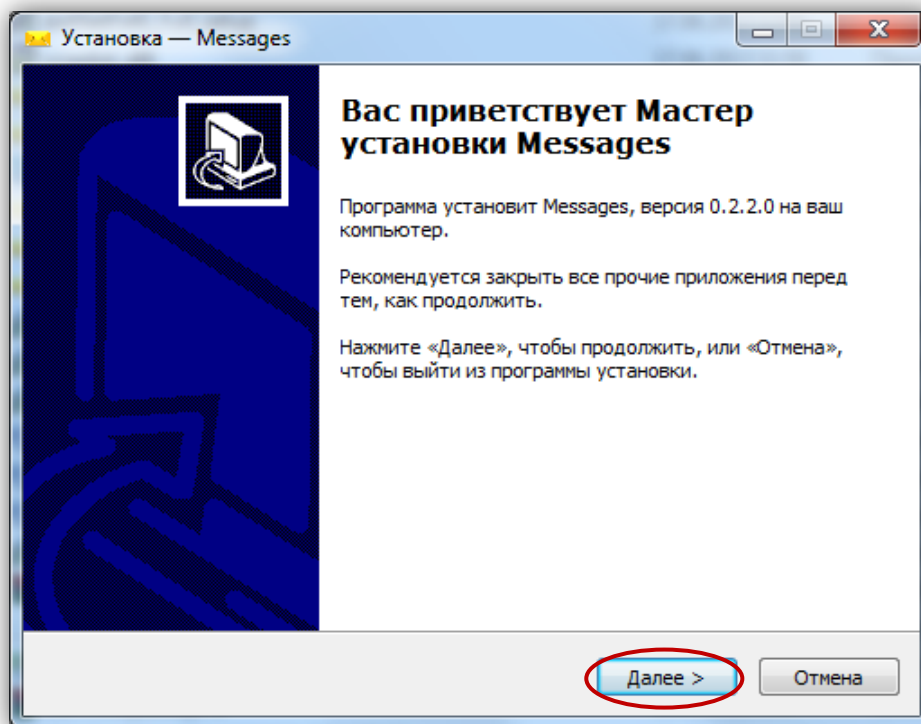 Установка — Messages
Вас приветствует Мастер
установки Messages
Программа установит Messages, версия 0.2.2.0 на ваш
компьютер.
Рекомендуется закрыть все прочие приложения перед
тем, как продолжить.
Нажмите «Далее», чтобы продолжить, или «Отмена»,
чтобы выйти из программы установки.
Далее >
Отмена